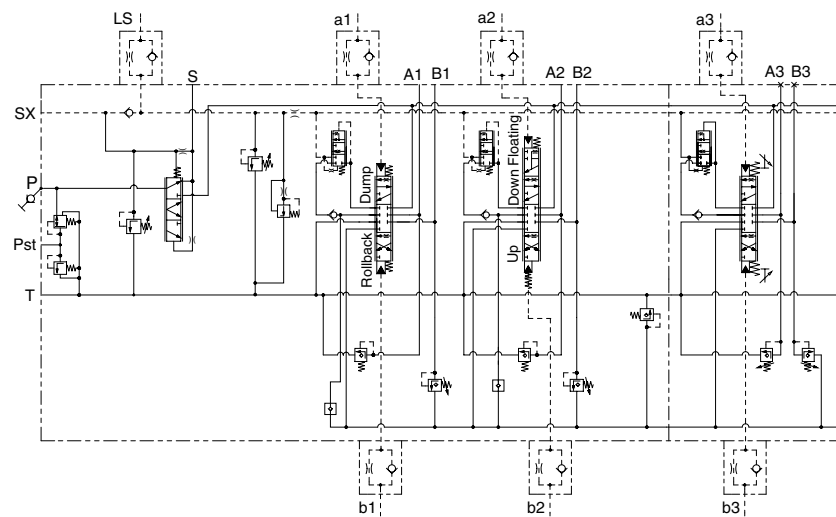 LS
a1
a2
a3
S
A1
B1
A2
B2
A3
B3
SX
P
Pst
T
Dump
Rollback
Down Floating
Up
b1
b2
b3